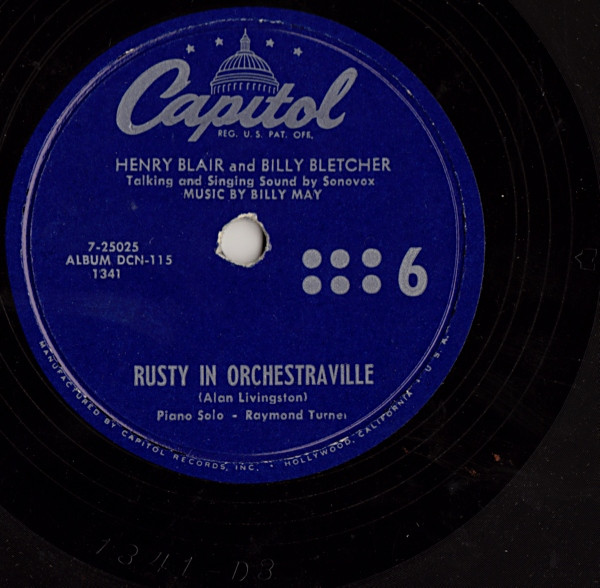 Capitol
REG. U.S. PAT. OFF.
HENRY BLAIR and BILLY BLETCHER
Talking and Singing Sound by Sonovox
MUSIC BY BILLY MAY
7-25025
ALBUM DCN-115
1341
6
RUSTY IN ORCHESTRAVILLE
(Alan Livingston)
Piano Solo - Raymond Turner
MANUFACTURED BY CAPITOL RECORDS, INC. • HOLLYWOOD, CALIFORNIA • U.S.A.
1341-D3